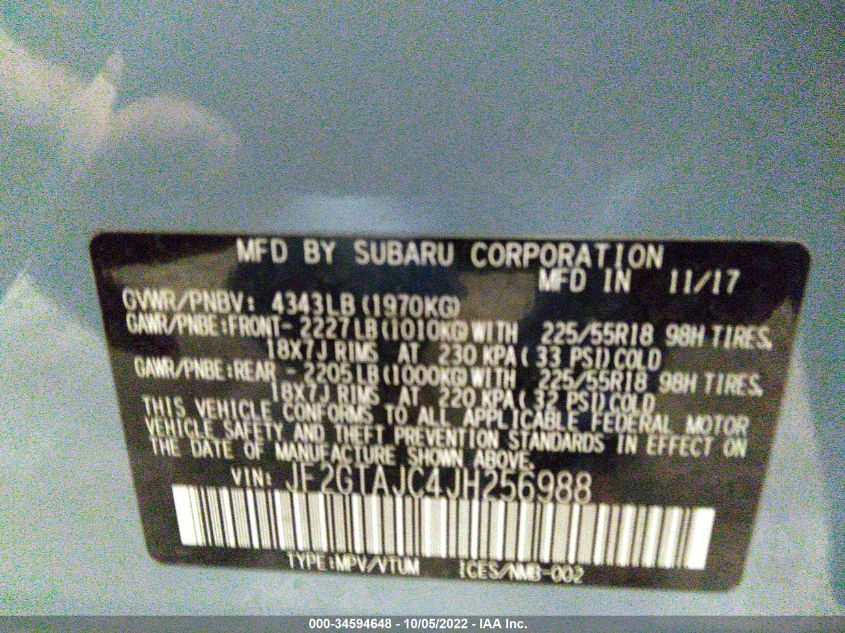 MFD BY SUBARU CORPORATION
MFD IN 11/17
GVWR/PNBV: 4343LB (1970KG)
GAWR/PNBE:FRONT- 2227LB(1010KG)WITH 225/55R18 98H TIRES,
18X7J RIMS AT 230 KPA( 33 PSI)COLD
GAWR/PNBE:REAR - 2205LB(1000KG)WITH 225/55R18 98H TIRES,
18X7J RIMS AT 220 KPA( 32 PSI)COLD
THIS VEHICLE CONFORMS TO ALL APPLICABLE FEDERAL MOTOR
VEHICLE SAFETY AND THEFT PREVENTION STANDARDS IN EFFECT ON
THE DATE OF MANUFACTURE SHOWN ABOVE.
VIN: JF2GTAJC4JH256988
TYPE:MPV/VTUM ICES/NMB-002
000-34594648 - 10/05/2022 - IAA Inc.